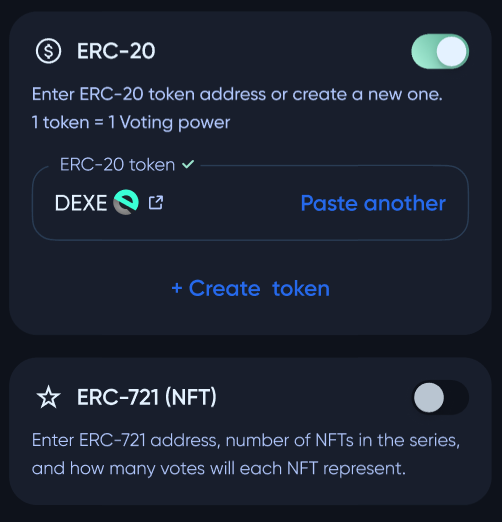 ERC-20
Enter ERC-20 token address or create a new one.
1 token = 1 Voting power
ERC-20 token
DEXE
Paste another
+ Create token
ERC-721 (NFT)
Enter ERC-721 address, number of NFTs in the series,
and how many votes will each NFT represent.